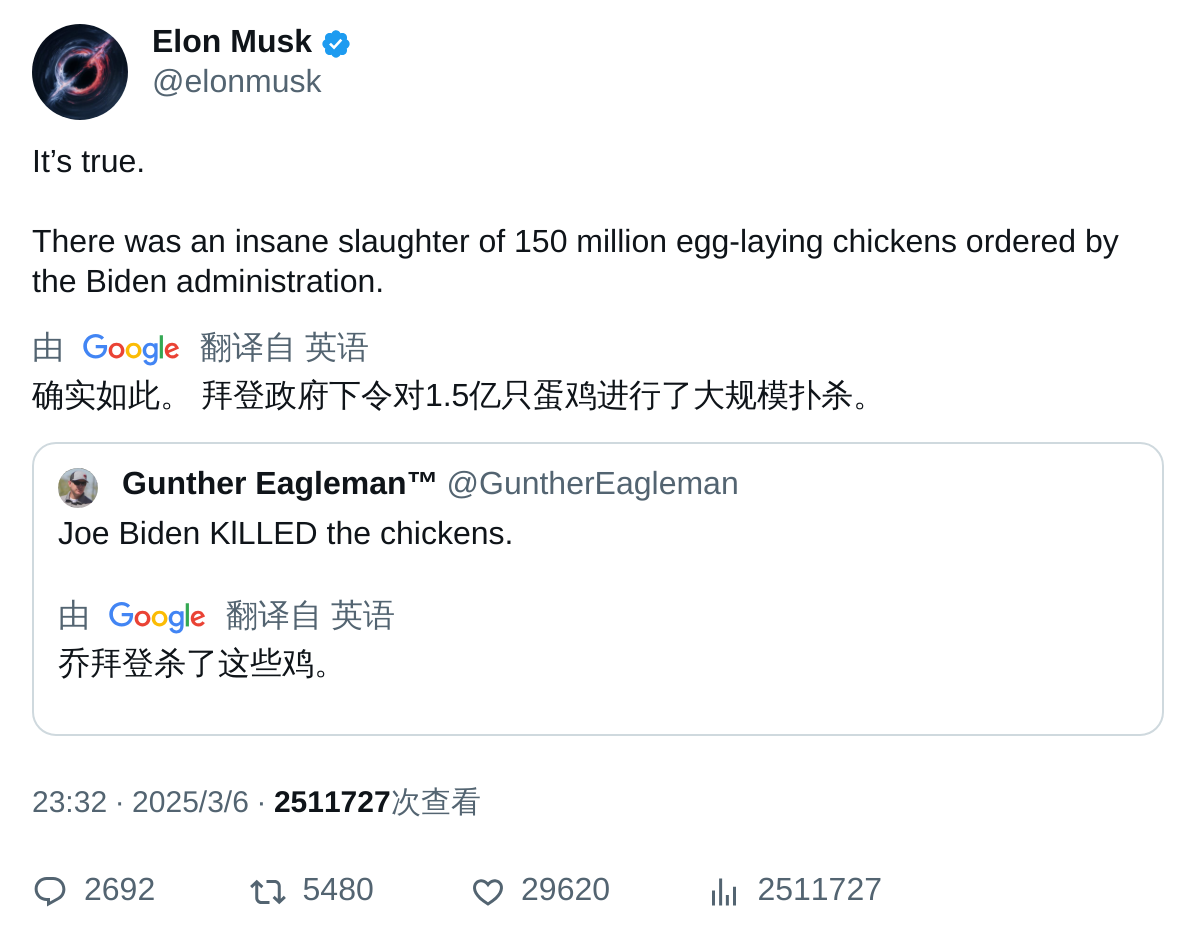 Elon Musk
@elonmusk
It’s true.
There was an insane slaughter of 150 million egg-laying chickens ordered by
the Biden administration.
由 Google 翻译自 英语
确实如此。 拜登政府下令对1.5亿只蛋鸡进行了大规模扑杀。
Gunther Eagleman™ @GuntherEagleman
Joe Biden KlLLED the chickens.
由 Google 翻译自 英语
乔拜登杀了这些鸡。
23:32 · 2025/3/6 · 2511727次查看
2692 5480 29620 2511727